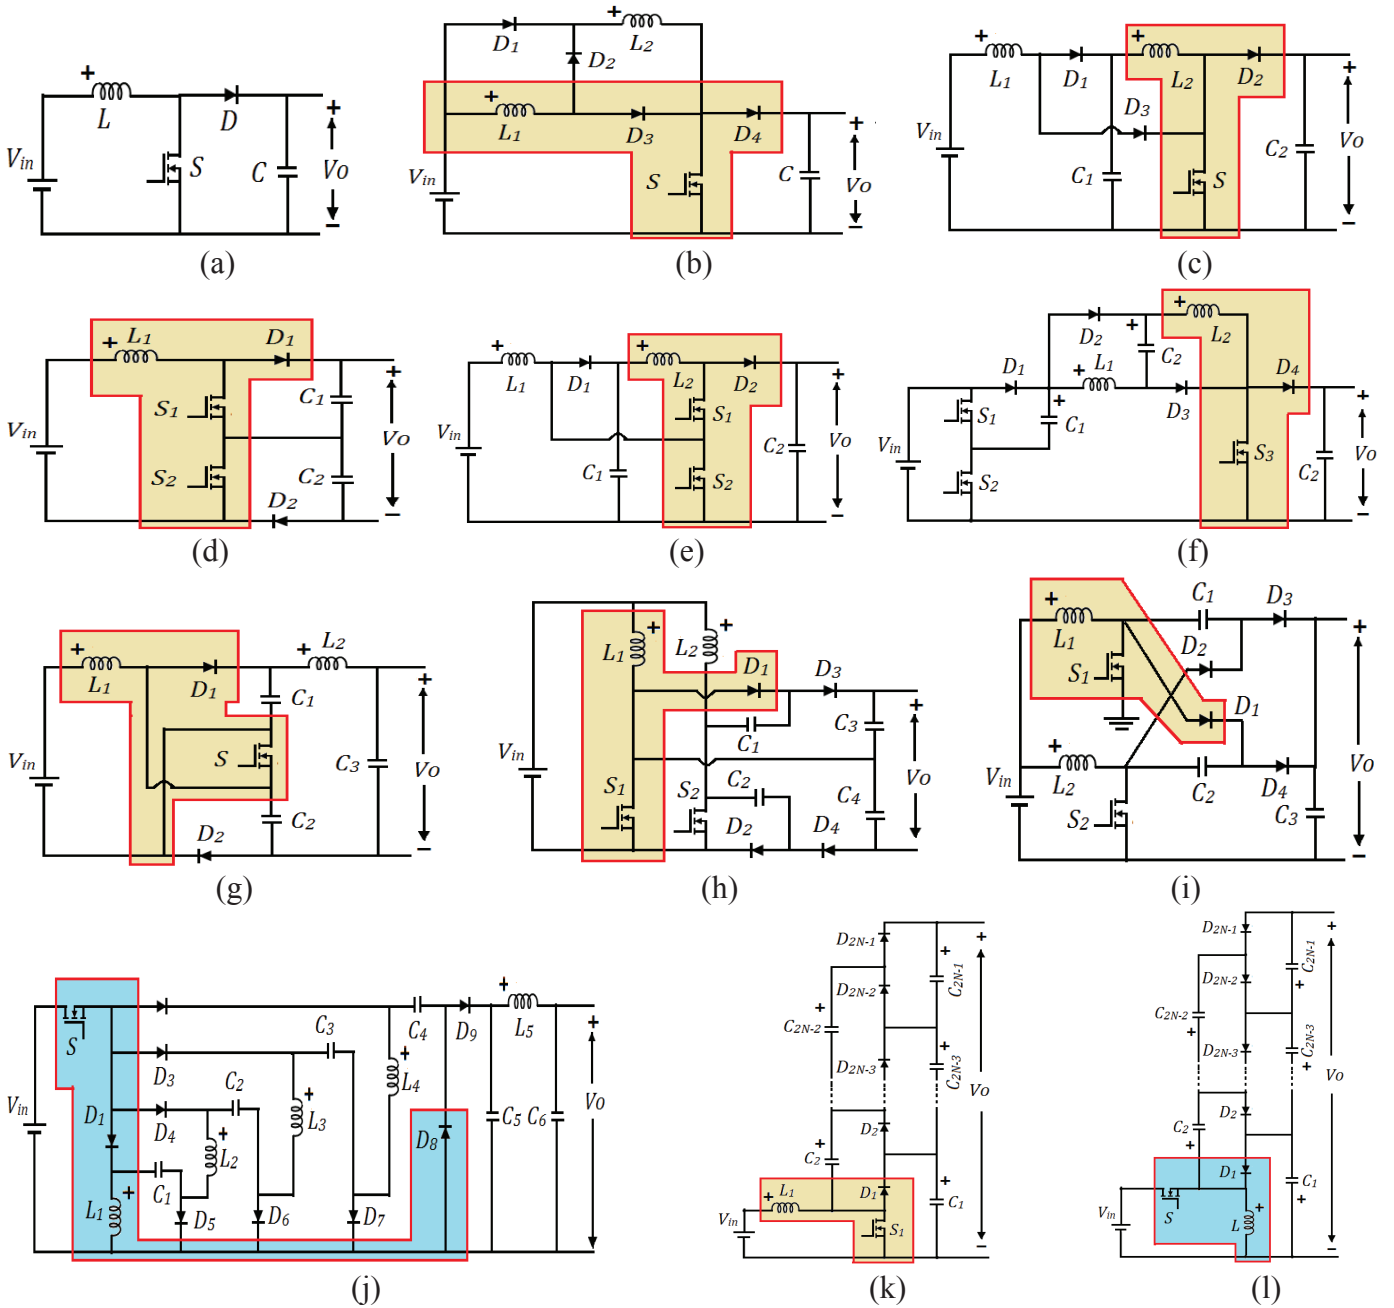 + L D + Vin S C Vo −
(a)
+ D1 L2 D2 + L1 D3 D4 + Vin S C Vo −
(b)
+ L1 D1 + L2 D2 + D3 Vin C1 S C2 Vo −
(c)
+ L1 D1 + S1 C1 Vin Vo S2 C2 D2 −
(d)
+ L1 D1 + L2 D2 + S1 Vin C1 C2 Vo S2 −
(e)
+ L2 D2 + C2 D1 L1 + D4 + S1 C1 D3 Vin S3 C2 Vo S2 −
(f)
+ L1 D1 + L2 + C1 Vin S C3 Vo C2 D2 −
(g)
L1 + L2 + D1 D3 + C1 C3 Vin Vo S1 S2 C2 C4 D2 D4 −
(h)
+ L1 C1 D3 + S1 D2 D1 + L2 C2 D4 Vin S2 C3 Vo −
(i)
S C4 D9 + L5 + C3 D3 + L4 Vin C2 + L3 D1 D4 + L2 D8 C5 C6 Vo C1 L1 + D5 D6 D7 −
(j)
D2N-1 + + C2N-1 D2N-2 + C2N-2 + C2N-3 D2N-3 Vo D2 + C2 + L1 D1 + C1 Vin S1 −
(k)
D2N-1 + C2N-1 + D2N-2 C2N-2 + C2N-3 + D2N-3 Vo D2 C2 + D1 C1 + Vin S L + −
(l)